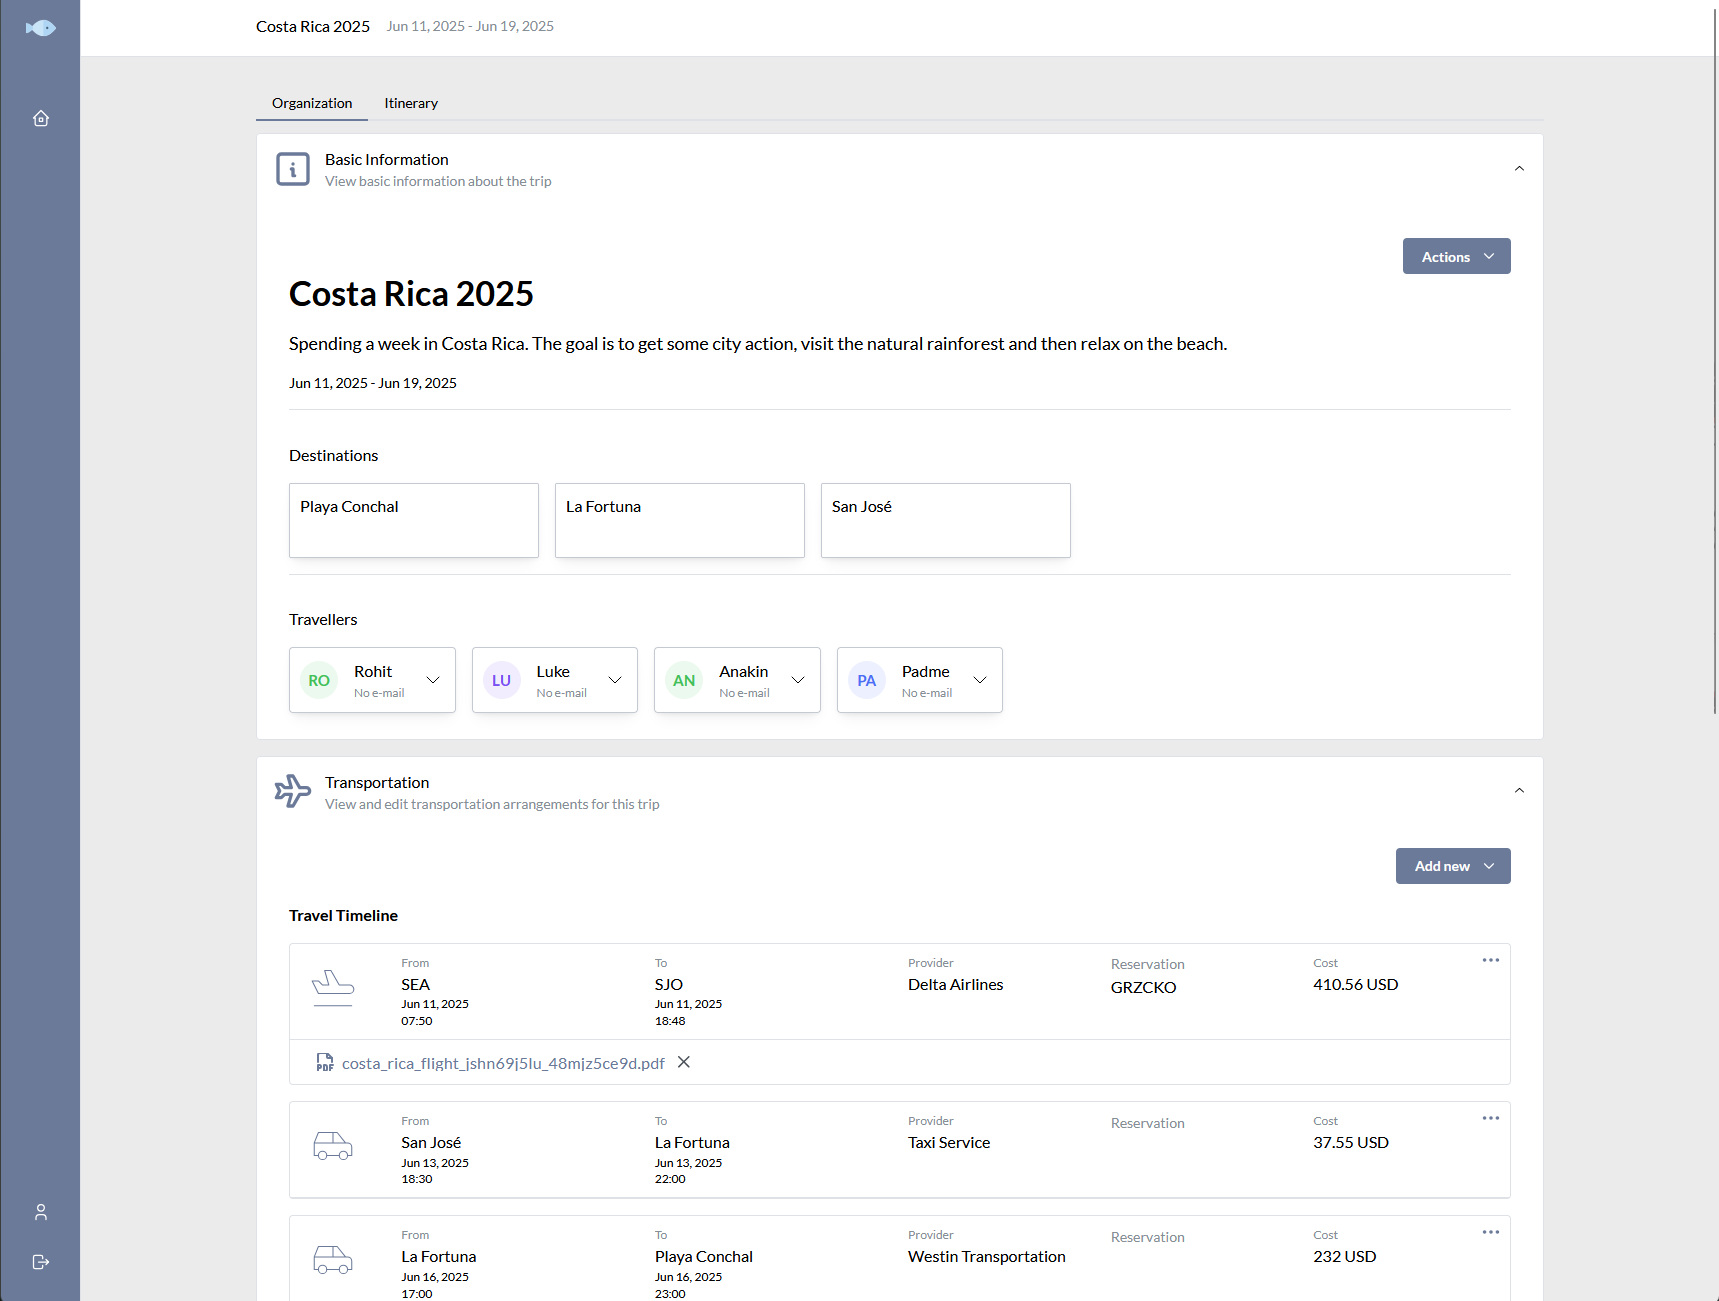 Costa Rica 2025 Jun 11, 2025 - Jun 19, 2025
Organization Itinerary
Basic Information
View basic information about the trip
Actions
Costa Rica 2025
Spending a week in Costa Rica. The goal is to get some city action, visit the natural rainforest and then relax on the beach.
Jun 11, 2025 - Jun 19, 2025
Destinations
Playa Conchal La Fortuna San José
Travellers
RO Rohit No e-mail
LU Luke No e-mail
AN Anakin No e-mail
PA Padme No e-mail
Transportation
View and edit transportation arrangements for this trip
Add new
Travel Timeline
From To Provider Reservation Cost
SEA SJO Delta Airlines GRZCKO 410.56 USD
Jun 11, 2025 Jun 11, 2025
07:50 18:48
PDF costa_rica_flight_jshn69j5lu_48mjz5ce9d.pdf
From To Provider Reservation Cost
San José La Fortuna Taxi Service 37.55 USD
Jun 13, 2025 Jun 13, 2025
18:30 22:00
From To Provider Reservation Cost
La Fortuna Playa Conchal Westin Transportation 232 USD
Jun 16, 2025 Jun 16, 2025
17:00 23:00